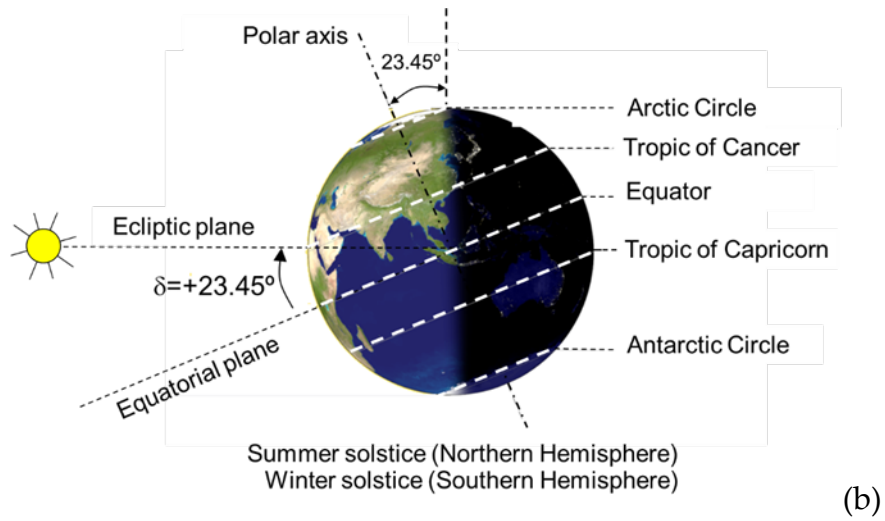 Polar axis
23.45º
Arctic Circle
Tropic of Cancer
Equator
Ecliptic plane
Tropic of Capricorn
δ=+23.45º
Antarctic Circle
Equatorial plane
Summer solstice (Northern Hemisphere)
Winter solstice (Southern Hemisphere)
(b)